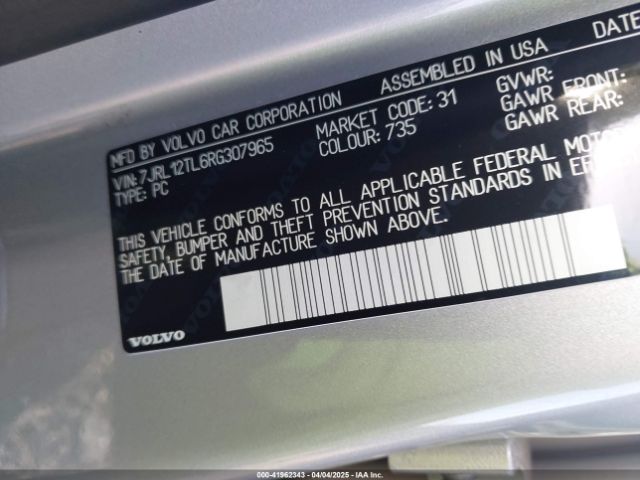 MFD BY VOLVO CAR CORPORATION ASSEMBLED IN USA DATE
VIN: 7JRL12TL6RG307965 MARKET CODE: 31 GVWR:
TYPE: PC COLOUR: 735 GAWR FRONT:
GAWR REAR:
THIS VEHICLE CONFORMS TO ALL APPLICABLE FEDERAL MOTOR
SAFETY, BUMPER AND THEFT PREVENTION STANDARDS IN
THE DATE OF MANUFACTURE SHOWN ABOVE.
VOLVO
000-41962343 - 04/04/2025 - IAA Inc.